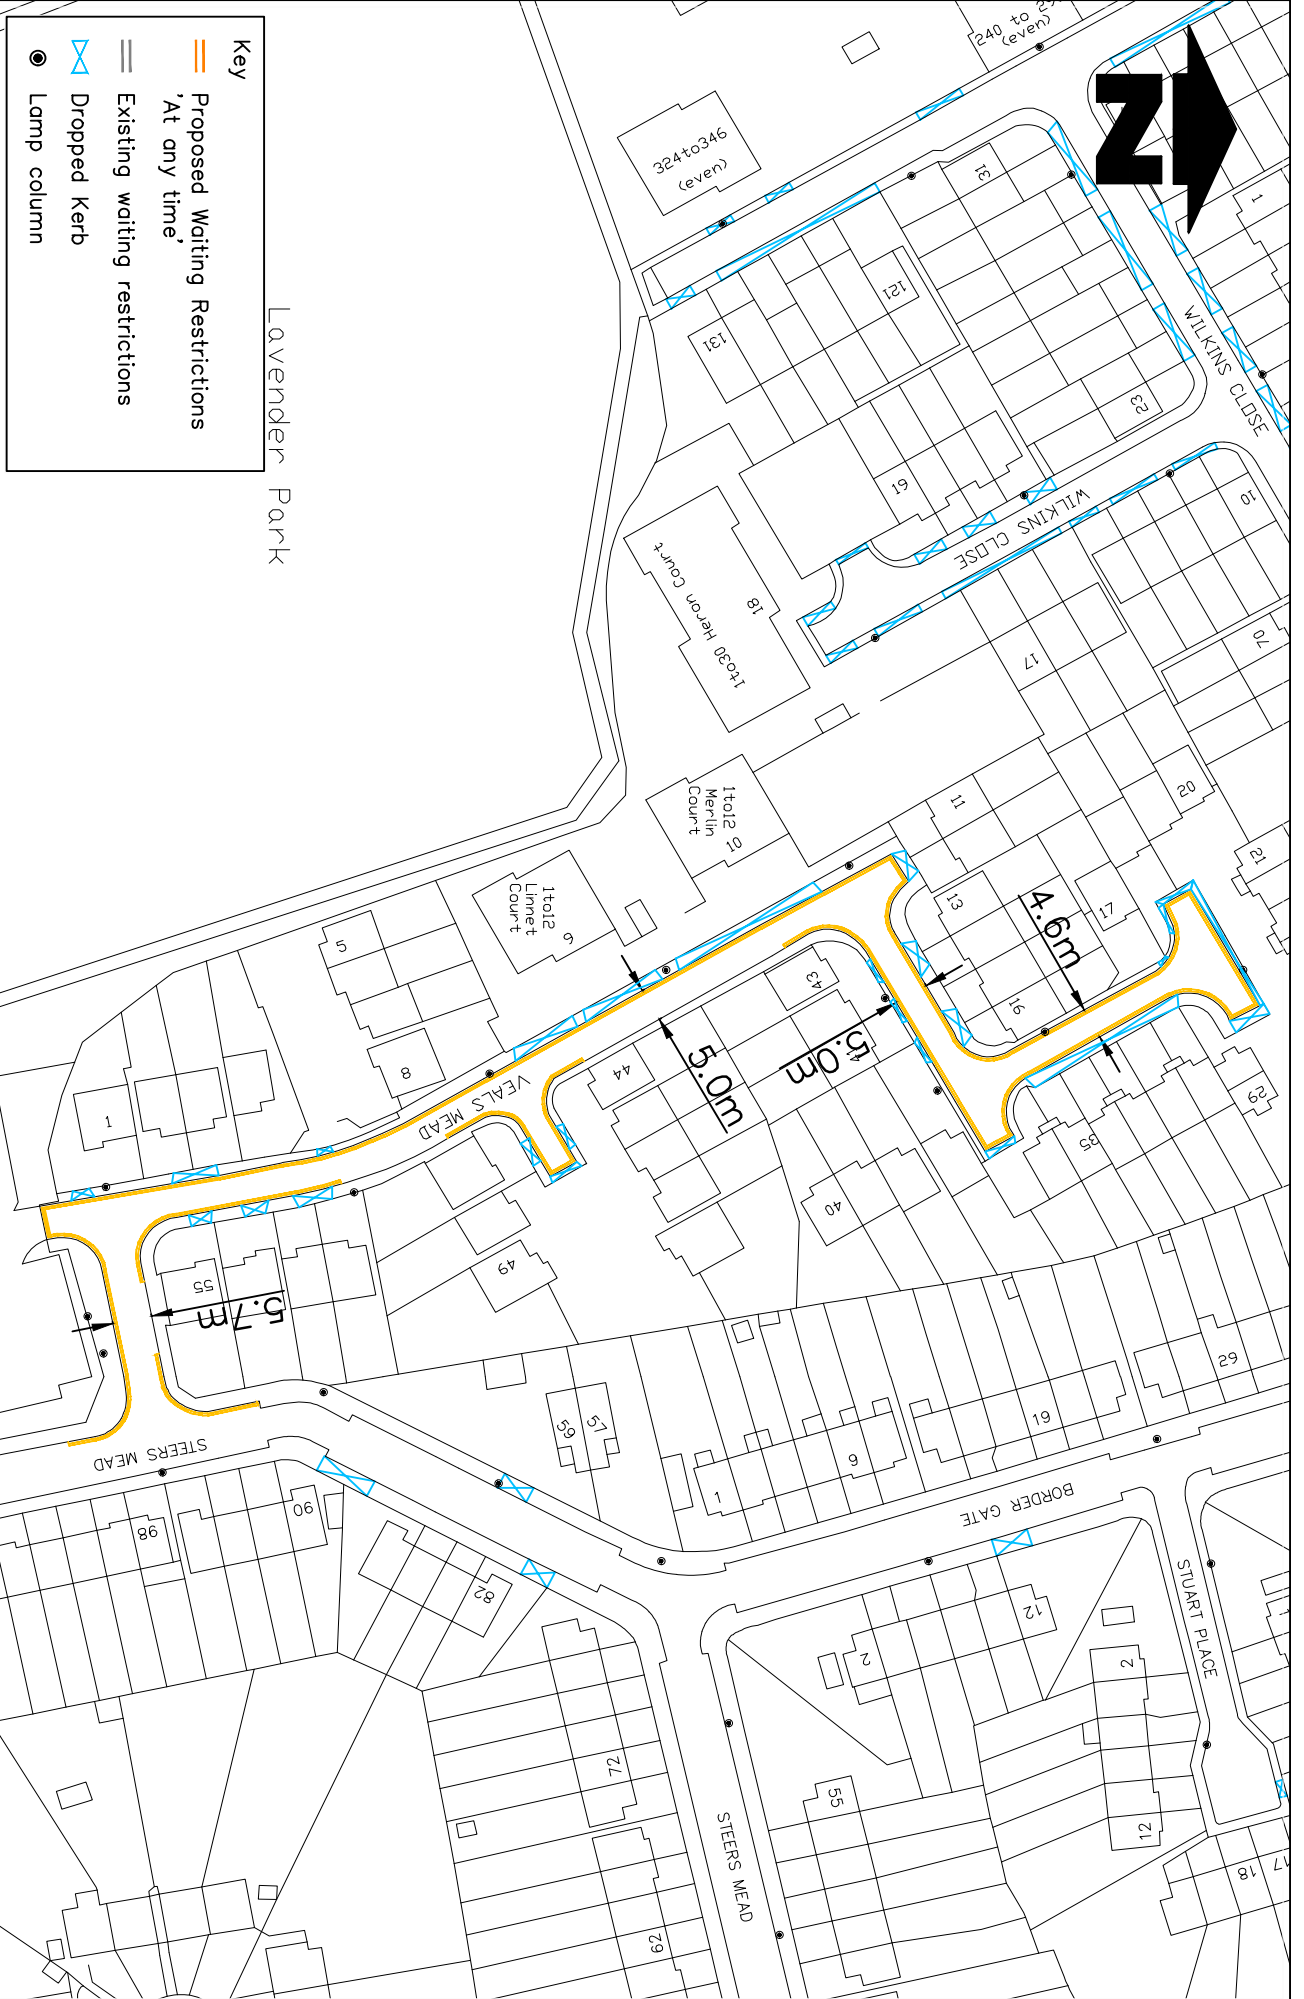 Key
Proposed Waiting Restrictions
'At any time'
Existing waiting restrictions
Dropped Kerb
Lamp column
Lavender Park
N
240 to
(even)
324to346
(even)
31
1
121
131
23
19
WILKINS CLOSE
WILKINS CLOSE
10
70
17
18
1to30 Heron Court
20
21
11
13
17
16
1to12
Merlin
Court
10
1to12
Linnet
Court
9
5
8
1
4.6m
5.0m
5.0m
5.7m
43
44
40
35
29
49
55
VEALS MEAD
STEERS MEAD
59
57
1
9
19
29
BORDER GATE
STUART PLACE
98
90
82
72
62
STEERS MEAD
2
12
2
12
55
18
17